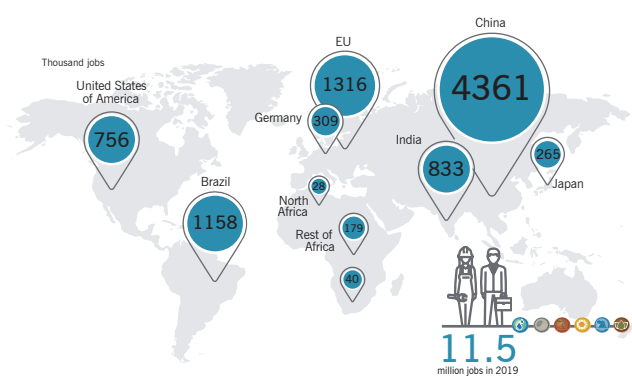 China
EU
Thousand jobs
United States
of America
1316
4361
Germany
309
756
India
833
265
Japan
Brazil
28
North
Africa
1158
Rest of
Africa
179
40
11.5
million jobs in 2019